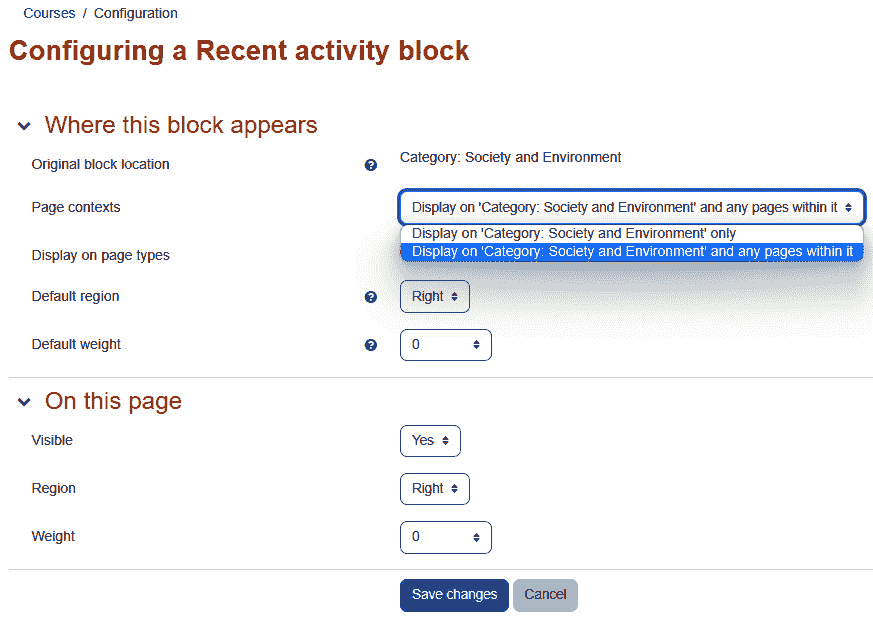 Courses / Configuration
Configuring a Recent activity block
Where this block appears
Original block location
Category: Society and Environment
Page contexts
Display on 'Category: Society and Environment' and any pages within it
Display on 'Category: Society and Environment' only
Display on 'Category: Society and Environment' and any pages within it
Display on page types
Default region
Right
Default weight
0
On this page
Visible
Yes
Region
Right
Weight
0
Save changes
Cancel